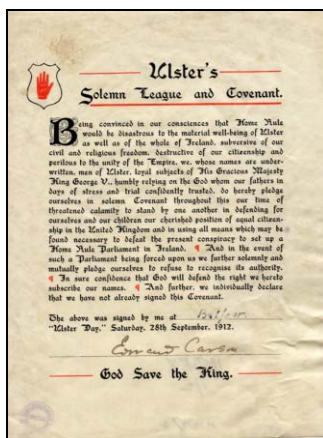 Ulster's
Solemn League and Covenant.
Being convinced in our consciences that Home Rule
would be disastrous to the material well-being of Ulster
as well as of the whole of Ireland, subversive of our
civil and religious freedom, destructive of our citizenship and
perilous to the unity of the Empire, we, whose names are under-
written, men of Ulster, loyal subjects of His Gracious Majesty
King George V., humbly relying on the God whom our fathers in
days of stress and trial confidently trusted, do hereby pledge
ourselves in solemn Covenant throughout this our time of
threatened calamity to stand by one another in defending for
ourselves and our children our cherished position of equal citizen-
ship in the United Kingdom and in using all means which may be
found necessary to defeat the present conspiracy to set up a
Home Rule Parliament in Ireland. ¶ And in the event of
such a Parliament being forced upon us we further solemnly and
mutually pledge ourselves to refuse to recognise its authority.
¶ In sure confidence that God will defend the right we hereto
subscribe our names. ¶ And further, we individually declare
that we have not already signed this Covenant.
The above was signed by me at Belfast
"Ulster Day," Saturday, 28th September, 1912.
Edward Carson
God Save the King.